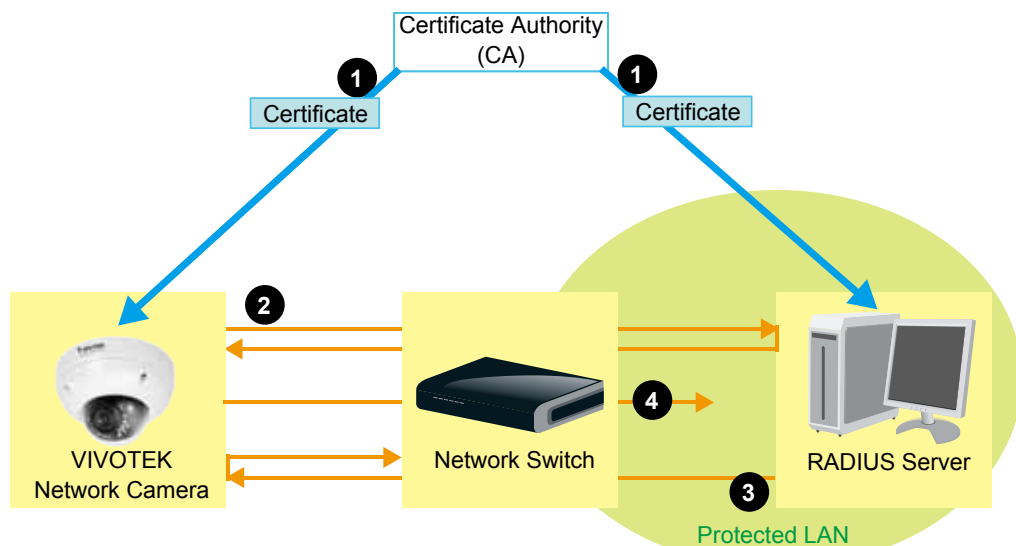 Certificate Authority
(CA)
1
1
Certificate
Certificate
2
4
VIVOTEK
Network Camera
Network Switch
RADIUS Server
3
Protected LAN